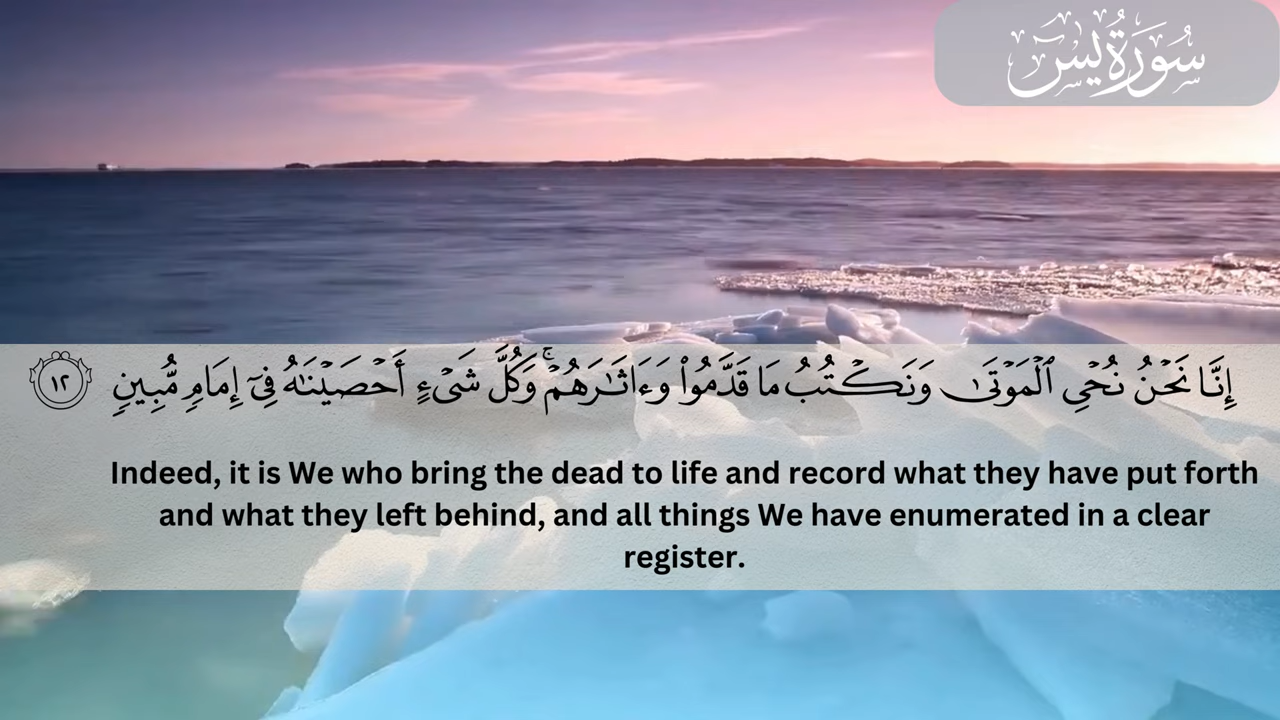 سُورَةُ يسٓ
إِنَّا نَحْنُ نُحْىِ ٱلْمَوْتَىٰ وَنَكْتُبُ مَا قَدَّمُوا۟ وَءَاثَـٰرَهُمْ ۚ وَكُلَّ شَىْءٍ أَحْصَيْنَـٰهُ فِىٓ إِمَامٍ مُّبِينٍ ١٢
Indeed, it is We who bring the dead to life and record what they have put forth
and what they left behind, and all things We have enumerated in a clear
register.